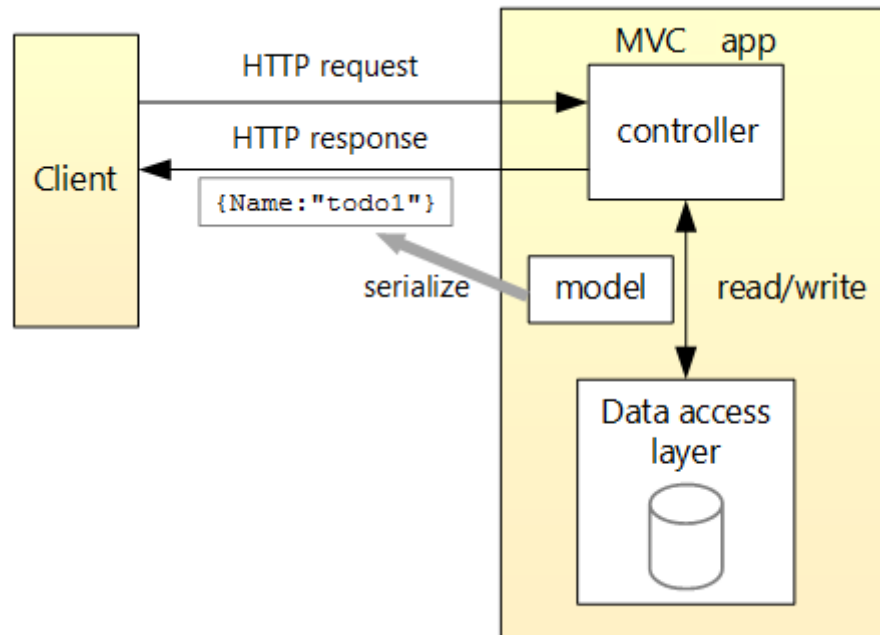 MVC app
HTTP request
controller
HTTP response
Client
{Name:"todo1"}
serialize
model
read/write
Data access
layer